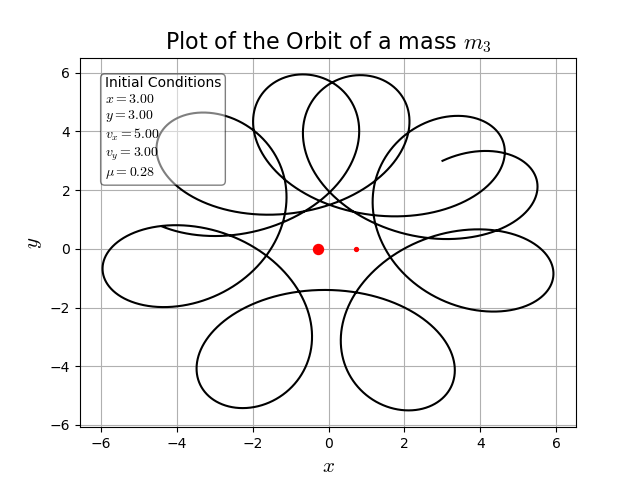 Plot of the Orbit of a mass m₃
Initial Conditions
x = 3.00
y = 3.00
vₓ = 5.00
v_y = 3.00
μ = 0.28
6
4
2
0
−2
−4
−6
y
−6 −4 −2 0 2 4 6
x